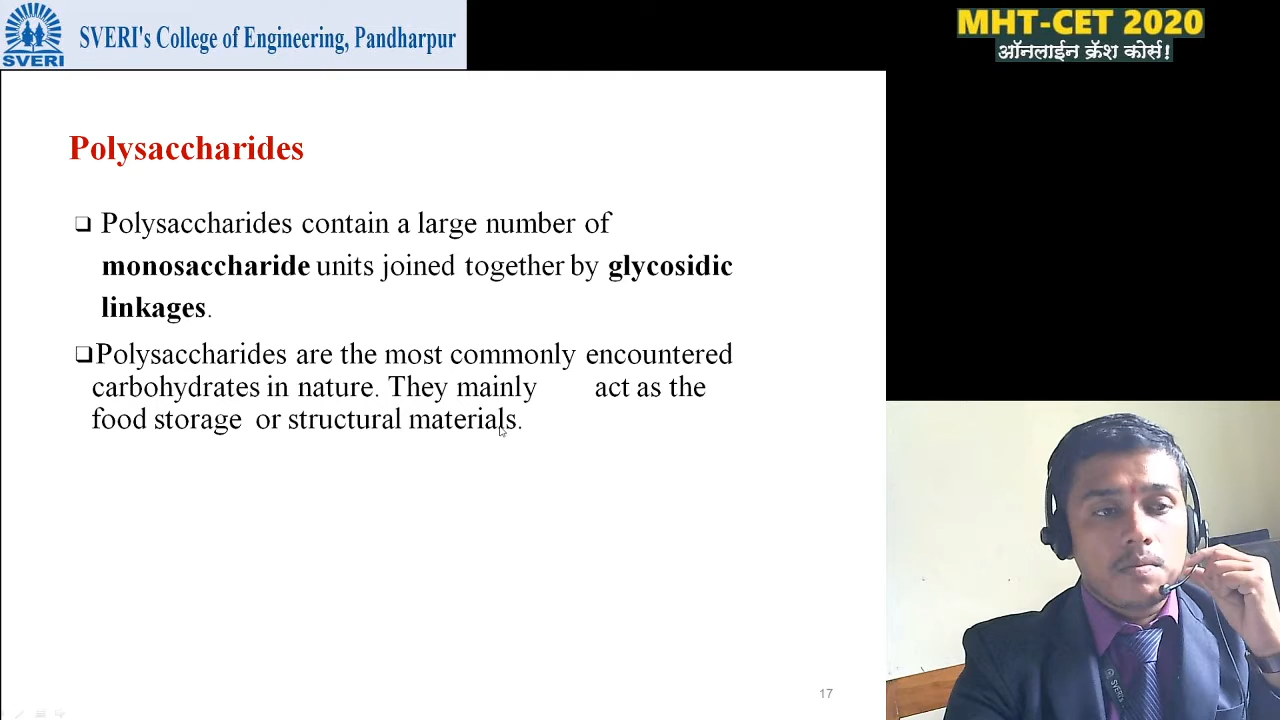 SVERI
SVERI's College of Engineering, Pandharpur
MHT-CET 2020
ऑनलाईन क्रॅश कोर्स!
Polysaccharides
❑ Polysaccharides contain a large number of
monosaccharide units joined together by glycosidic
linkages.
❑Polysaccharides are the most commonly encountered
carbohydrates in nature. They mainly act as the
food storage or structural materials.
SVERI's
17